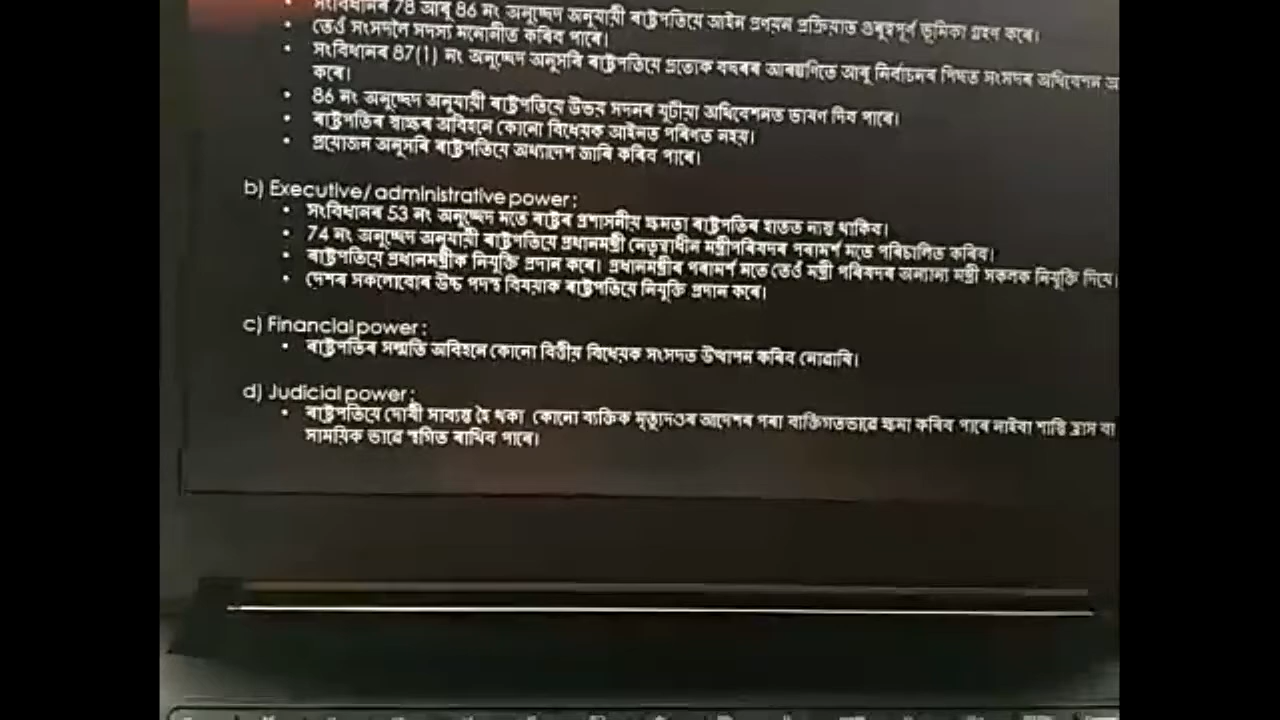 সংবিধানৰ 78 আৰু 86 নং অনুচ্ছেদ অনুযায়ী ৰাষ্ট্ৰপতিয়ে আইন প্ৰণয়ন প্ৰক্ৰিয়াত গুৰুত্বপূৰ্ণ ভূমিকা গ্ৰহণ কৰে।
তেওঁ সংসদলৈ সদস্য মনোনীত কৰিব পাৰে।
সংবিধানৰ 87(1) নং অনুচ্ছেদ অনুসৰি ৰাষ্ট্ৰপতিয়ে প্ৰত্যেক বছৰৰ আৰম্ভণিতে আৰু নিৰ্বাচনৰ পিছত সংসদৰ অধিবেশন
কৰে।
86 নং অনুচ্ছেদ অনুযায়ী ৰাষ্ট্ৰপতিয়ে উভয় সদনৰ যুটীয়া অধিবেশনত ভাষণ দিব পাৰে।
ৰাষ্ট্ৰপতিৰ স্বাক্ষৰ অবিহনে কোনো বিধেয়ক আইনত পৰিণত নহয়।
প্ৰয়োজন অনুসৰি ৰাষ্ট্ৰপতিয়ে অধ্যাদেশ জাৰি কৰিব পাৰে।
b) Executive/ administrative power :
সংবিধানৰ 53 নং অনুচ্ছেদ মতে ৰাষ্ট্ৰৰ প্ৰশাসনীয় ক্ষমতা ৰাষ্ট্ৰপতিৰ হাতত ন্যস্ত থাকিব।
74 নং অনুচ্ছেদ অনুযায়ী ৰাষ্ট্ৰপতিয়ে প্ৰধানমন্ত্ৰী নেতৃত্বাধীন মন্ত্ৰীপৰিষদৰ পৰামৰ্শ মতে পৰিচালিত কৰিব।
ৰাষ্ট্ৰপতিয়ে প্ৰধানমন্ত্ৰীক নিযুক্তি প্ৰদান কৰে। প্ৰধানমন্ত্ৰীৰ পৰামৰ্শ মতে তেওঁ মন্ত্ৰী পৰিষদৰ অন্যান্য মন্ত্ৰী সকলক নিযুক্তি দিয়ে।
দেশৰ সকলোবোৰ উচ্চ পদস্থ বিষয়াক ৰাষ্ট্ৰপতিয়ে নিযুক্তি প্ৰদান কৰে।
c) Financial power :
ৰাষ্ট্ৰপতিৰ সন্মতি অবিহনে কোনো বিত্তীয় বিধেয়ক সংসদত উত্থাপন কৰিব নোৱাৰি।
d) Judicial power :
ৰাষ্ট্ৰপতিয়ে দোষী সাব্যস্ত হৈ থকা কোনো ব্যক্তিক মৃত্যুদণ্ডৰ আদেশৰ পৰা ব্যক্তিগতভাৱে ক্ষমা কৰিব পাৰে নাইবা শাস্তি হ্ৰাস বা
সাময়িক ভাৱে স্থগিত ৰাখিব পাৰে।